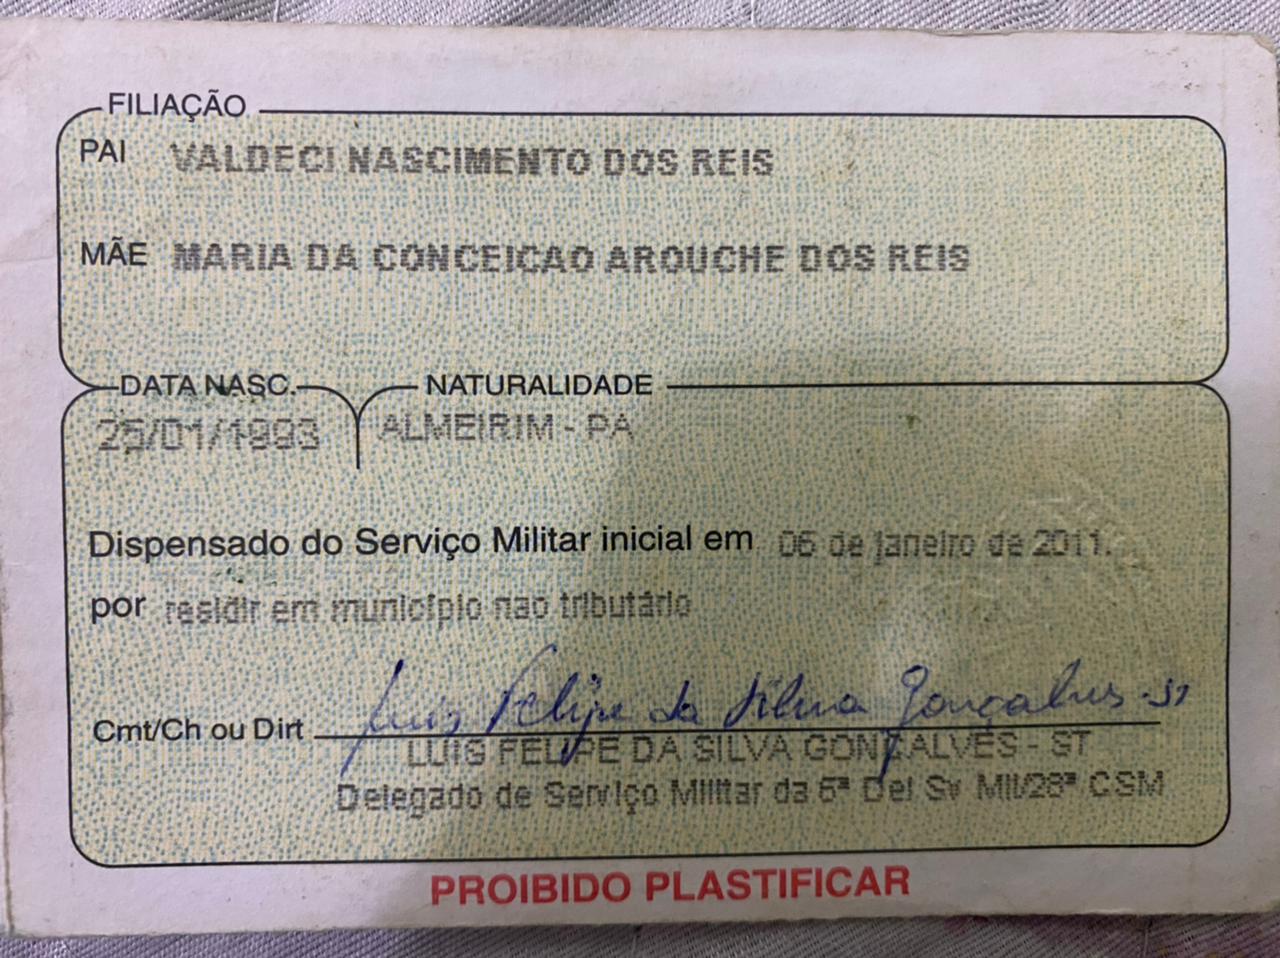 FILIAÇÃO
PAI VALDECI NASCIMENTO DOS REIS
MÃE MARIA DA CONCEICAO AROUCHE DOS REIS
DATA NASC. NATURALIDADE
25/01/1993 ALMEIRIM - PA
Dispensado do Serviço Militar inicial em 06 de janeiro de 2011.
por residir em município nao tributário
Luis Felipe da Silva Gonçalves - ST
Cmt/Ch ou Dirt
LUIS FELIPE DA SILVA GONÇALVES - ST
Delegado de Serviço Militar da 6ª Del Sv Mil/28ª CSM
PROIBIDO PLASTIFICAR